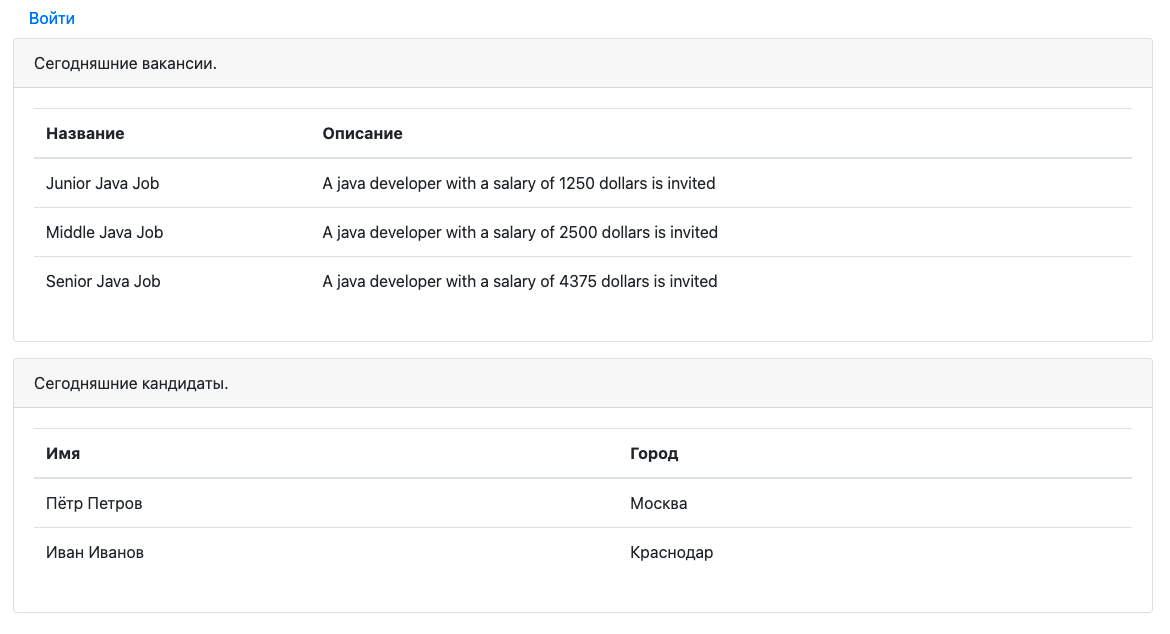 Войти
Сегодняшние вакансии.
Название Описание
Junior Java Job A java developer with a salary of 1250 dollars is invited
Middle Java Job A java developer with a salary of 2500 dollars is invited
Senior Java Job A java developer with a salary of 4375 dollars is invited
Сегодняшние кандидаты.
Имя Город
Пётр Петров Москва
Иван Иванов Краснодар